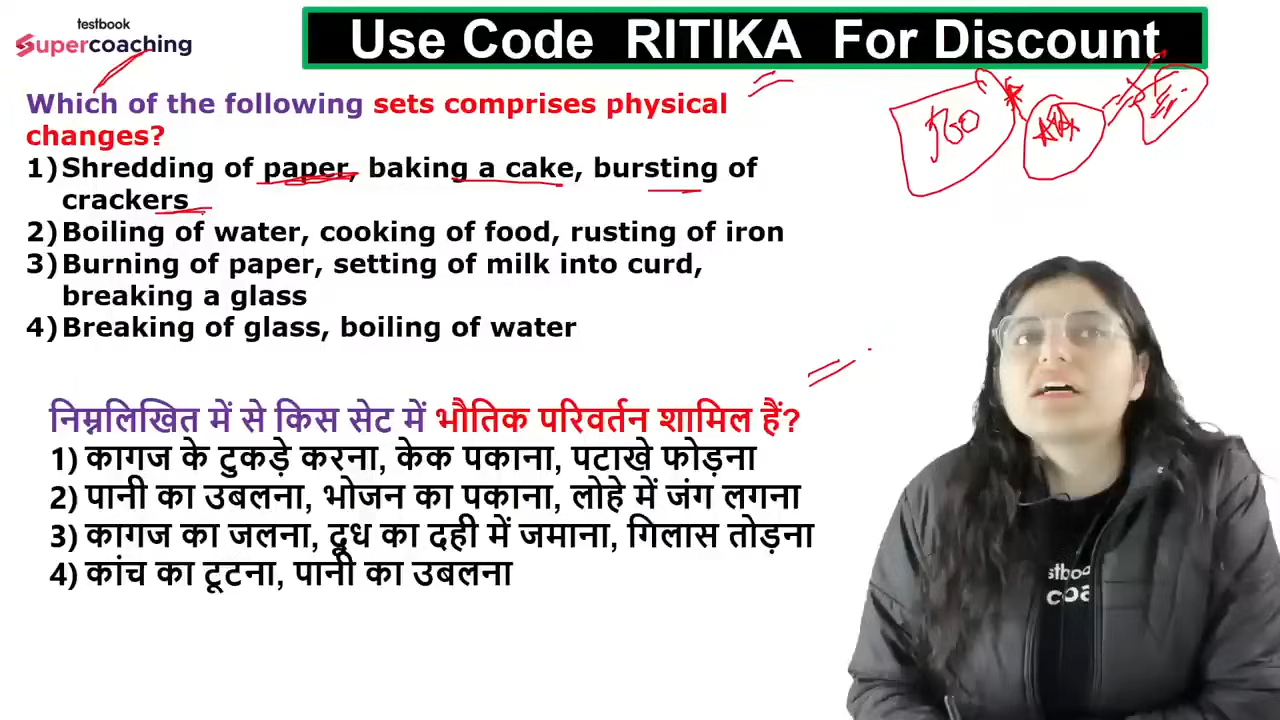 testbook
Supercoaching
Use Code RITIKA For Discount
Which of the following sets comprises physical
changes?
1) Shredding of paper, baking a cake, bursting of
crackers
2) Boiling of water, cooking of food, rusting of iron
3) Burning of paper, setting of milk into curd,
breaking a glass
4) Breaking of glass, boiling of water
निम्नलिखित में से किस सेट में भौतिक परिवर्तन शामिल हैं?
1) कागज के टुकड़े करना, केक पकाना, पटाखे फोड़ना
2) पानी का उबलना, भोजन का पकाना, लोहे में जंग लगना
3) कागज का जलना, दूध का दही में जमाना, गिलास तोड़ना
4) कांच का टूटना, पानी का उबलना